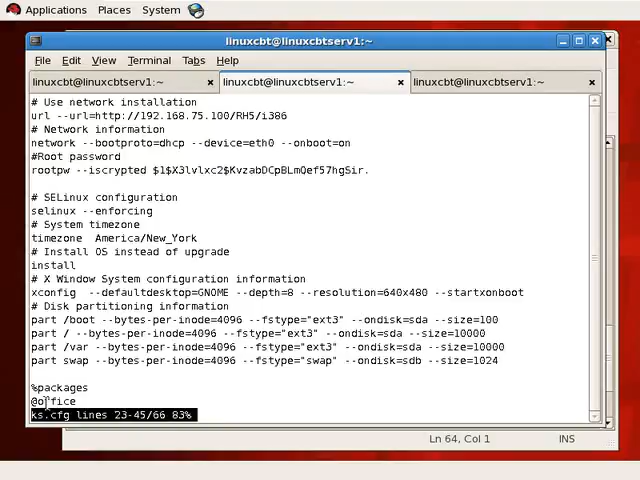 Applications Places System
linuxcbt@linuxcbtserv1:~
File Edit View Terminal Tabs Help
linuxcbt@linuxcbtserv1:~ linuxcbt@linuxcbtserv1:~ linuxcbt@linuxcbtserv1:~
# Use network installation
url --url=http://192.168.75.100/RH5/i386
# Network information
network --bootproto=dhcp --device=eth0 --onboot=on
#Root password
rootpw --iscrypted $1$X3lvlxc2$KvzabDCpBLmQef57hgSir.
# SELinux configuration
selinux --enforcing
# System timezone
timezone  America/New_York
# Install OS instead of upgrade
install
# X Window System configuration information
xconfig  --defaultdesktop=GNOME --depth=8 --resolution=640x480 --startxonboot
# Disk partitioning information
part /boot --bytes-per-inode=4096 --fstype="ext3" --ondisk=sda --size=100
part / --bytes-per-inode=4096 --fstype="ext3" --ondisk=sda --size=10000
part /var --bytes-per-inode=4096 --fstype="ext3" --ondisk=sda --size=10000
part swap --bytes-per-inode=4096 --fstype="swap" --ondisk=sdb --size=1024
%packages
@office
ks.cfg lines 23-45/66 83%
Ln 64, Col 1 INS